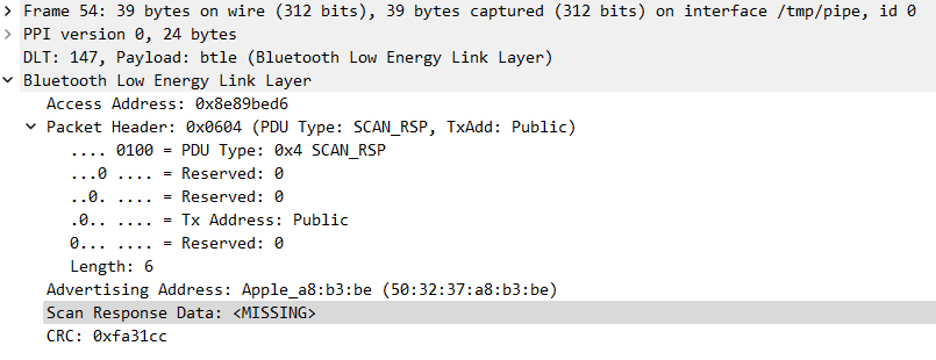 Frame 54: 39 bytes on wire (312 bits), 39 bytes captured (312 bits) on interface /tmp/pipe, id 0
PPI version 0, 24 bytes
DLT: 147, Payload: btle (Bluetooth Low Energy Link Layer)
Bluetooth Low Energy Link Layer
Access Address: 0x8e89bed6
Packet Header: 0x0604 (PDU Type: SCAN_RSP, TxAdd: Public)
.... 0100 = PDU Type: 0x4 SCAN_RSP
...0 .... = Reserved: 0
..0. .... = Reserved: 0
.0.. .... = Tx Address: Public
0... .... = Reserved: 0
Length: 6
Advertising Address: Apple_a8:b3:be (50:32:37:a8:b3:be)
Scan Response Data: <MISSING>
CRC: 0xfa31cc